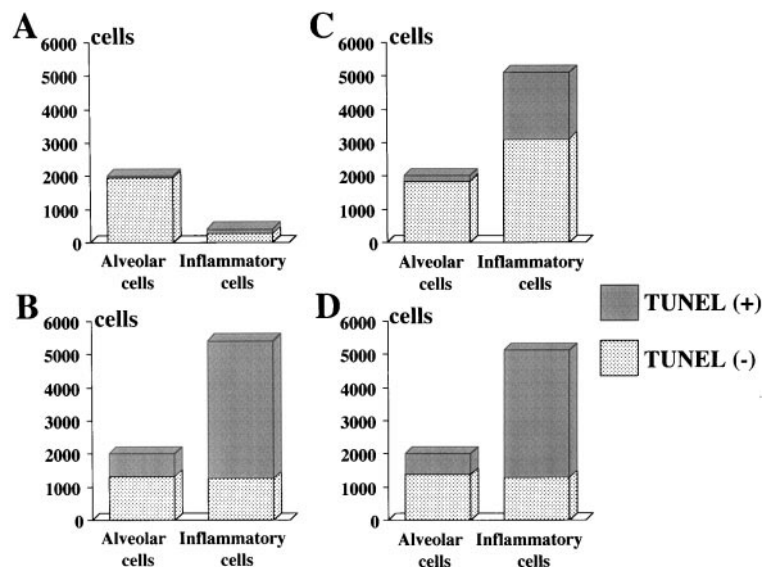 A
cells
6000
5000
4000
3000
2000
1000
0
Alveolar Inflammatory
cells cells
C
cells
6000
5000
4000
3000
2000
1000
0
Alveolar Inflammatory
cells cells
B
cells
6000
5000
4000
3000
2000
1000
0
Alveolar Inflammatory
cells cells
D
cells
6000
5000
4000
3000
2000
1000
0
Alveolar Inflammatory
cells cells
TUNEL (+)
TUNEL (-)